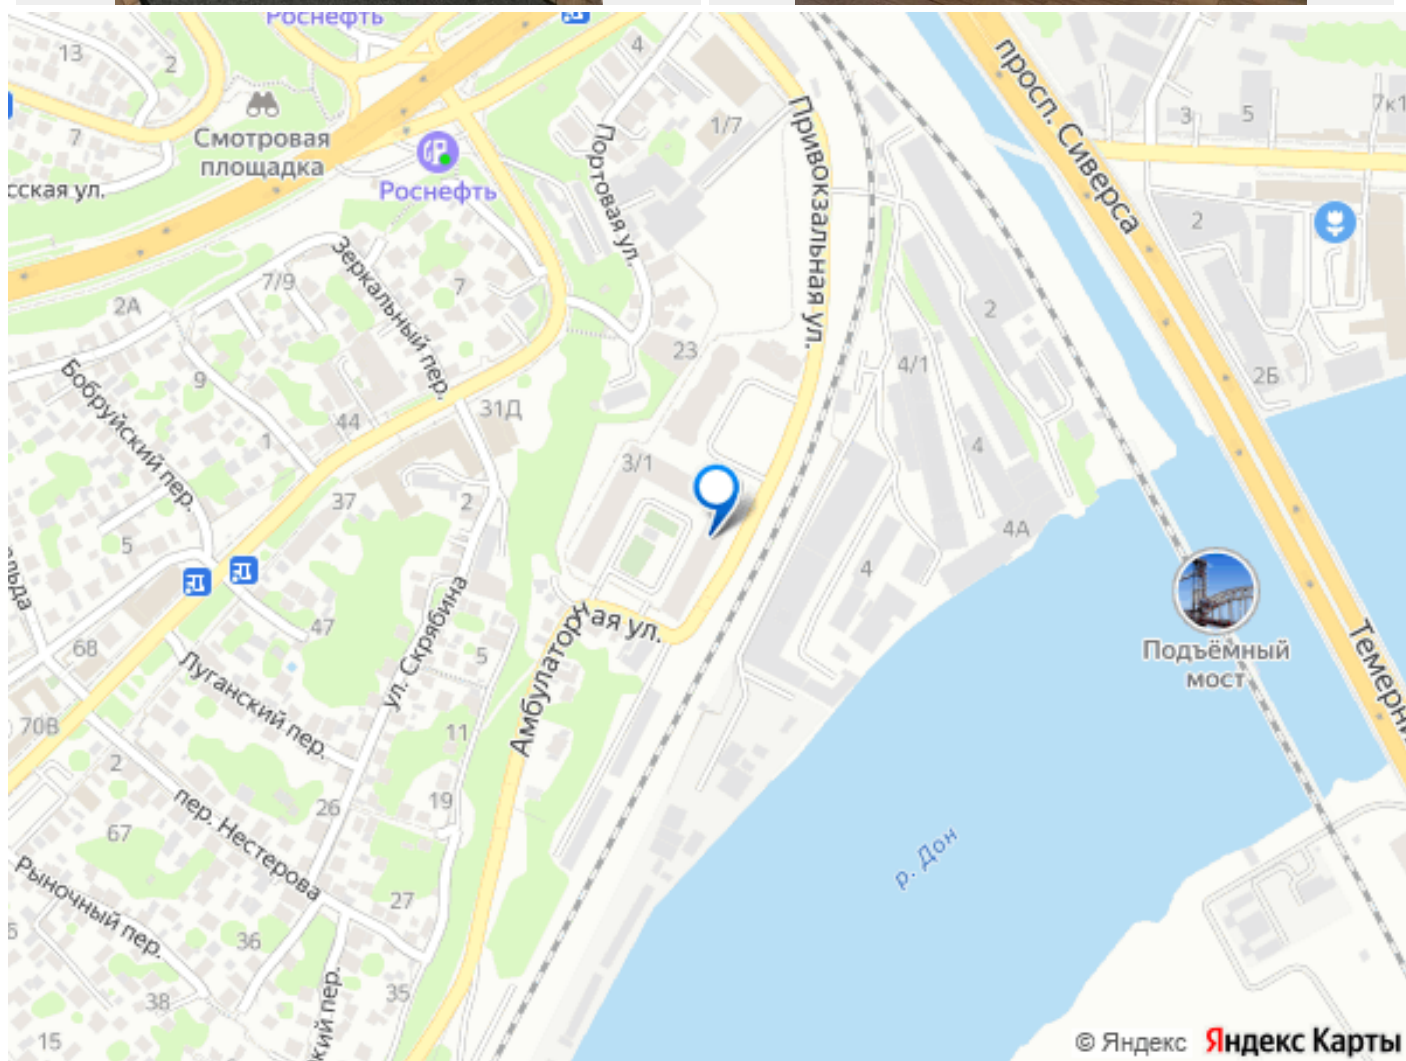 Роснефть
13
2
4
просп. Сиверса
3
5
7к1
Смотровая
площадка
7
Роснефть
1/7
Портовая ул.
Привокзальная ул.
сская ул.
2
7/9
Зеркальный пер.
7
2А
2
23
4/1
2Б
Бобруйский пер.
9
31Д
44
1
4
3/1
37
2
4А
5
4
ул. Скрябина
ная ул.
47
Амбулаторн
Подъёмный
мост
68
5
Луганский пер.
70В
11
2
26
19
р. Дон
пер. Нестерова
67
Рыночный пер.
27
36
38
35
15
кий пер.
© Яндекс Яндекс Карты